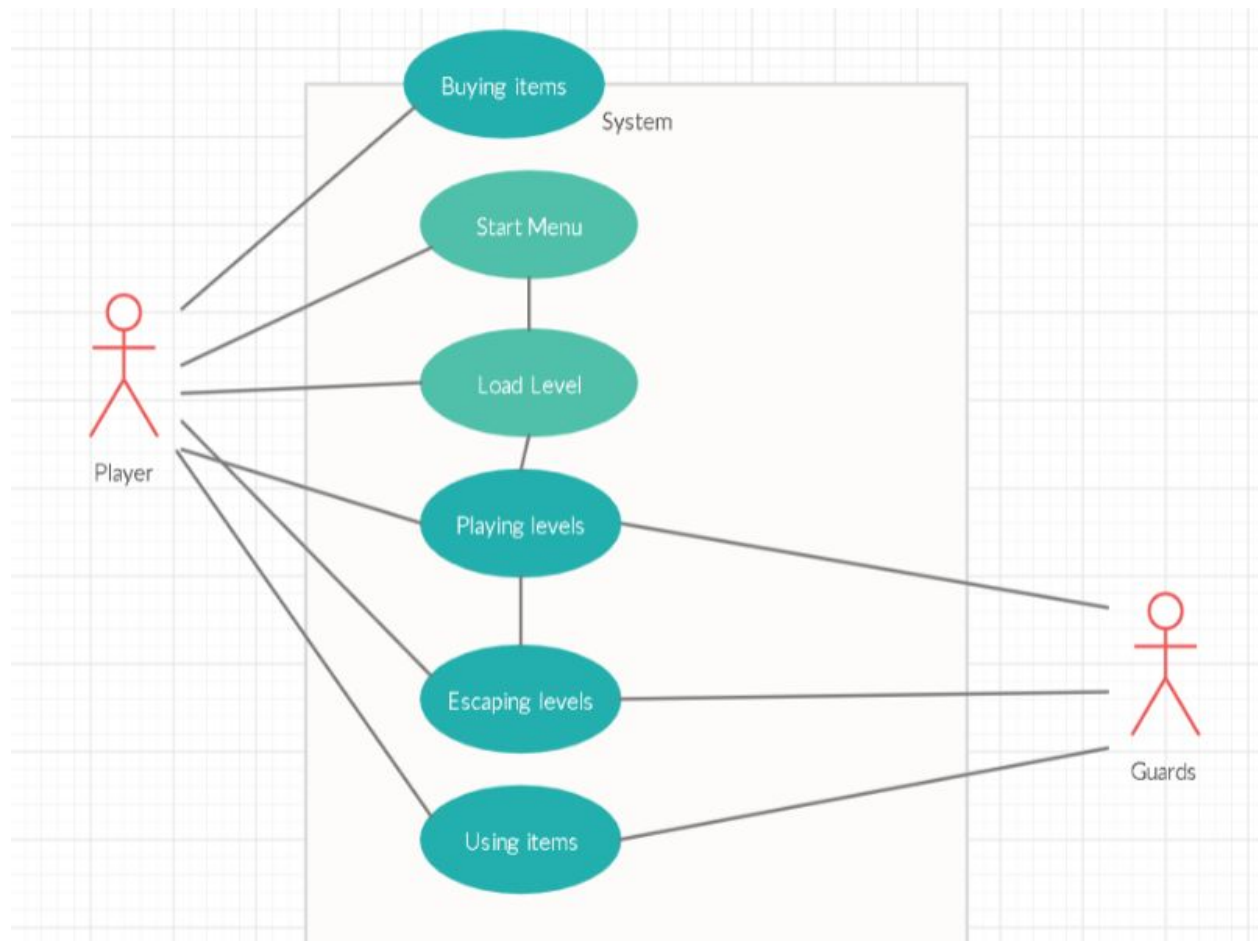 Buying items
System
Start Menu
Load Level
Player
Playing levels
Escaping levels
Guards
Using items